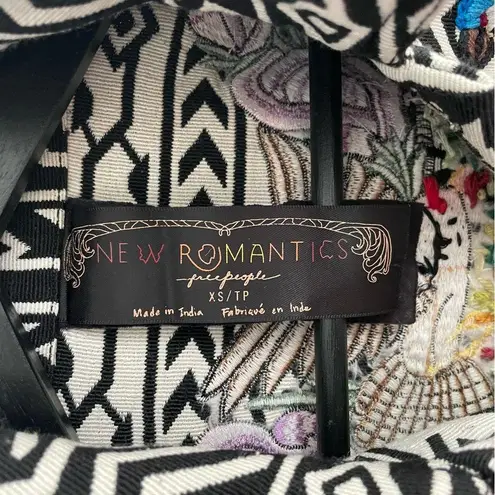 NEW ROMANTICS
free people
XS/TP
Made in India Fabriqué en Inde